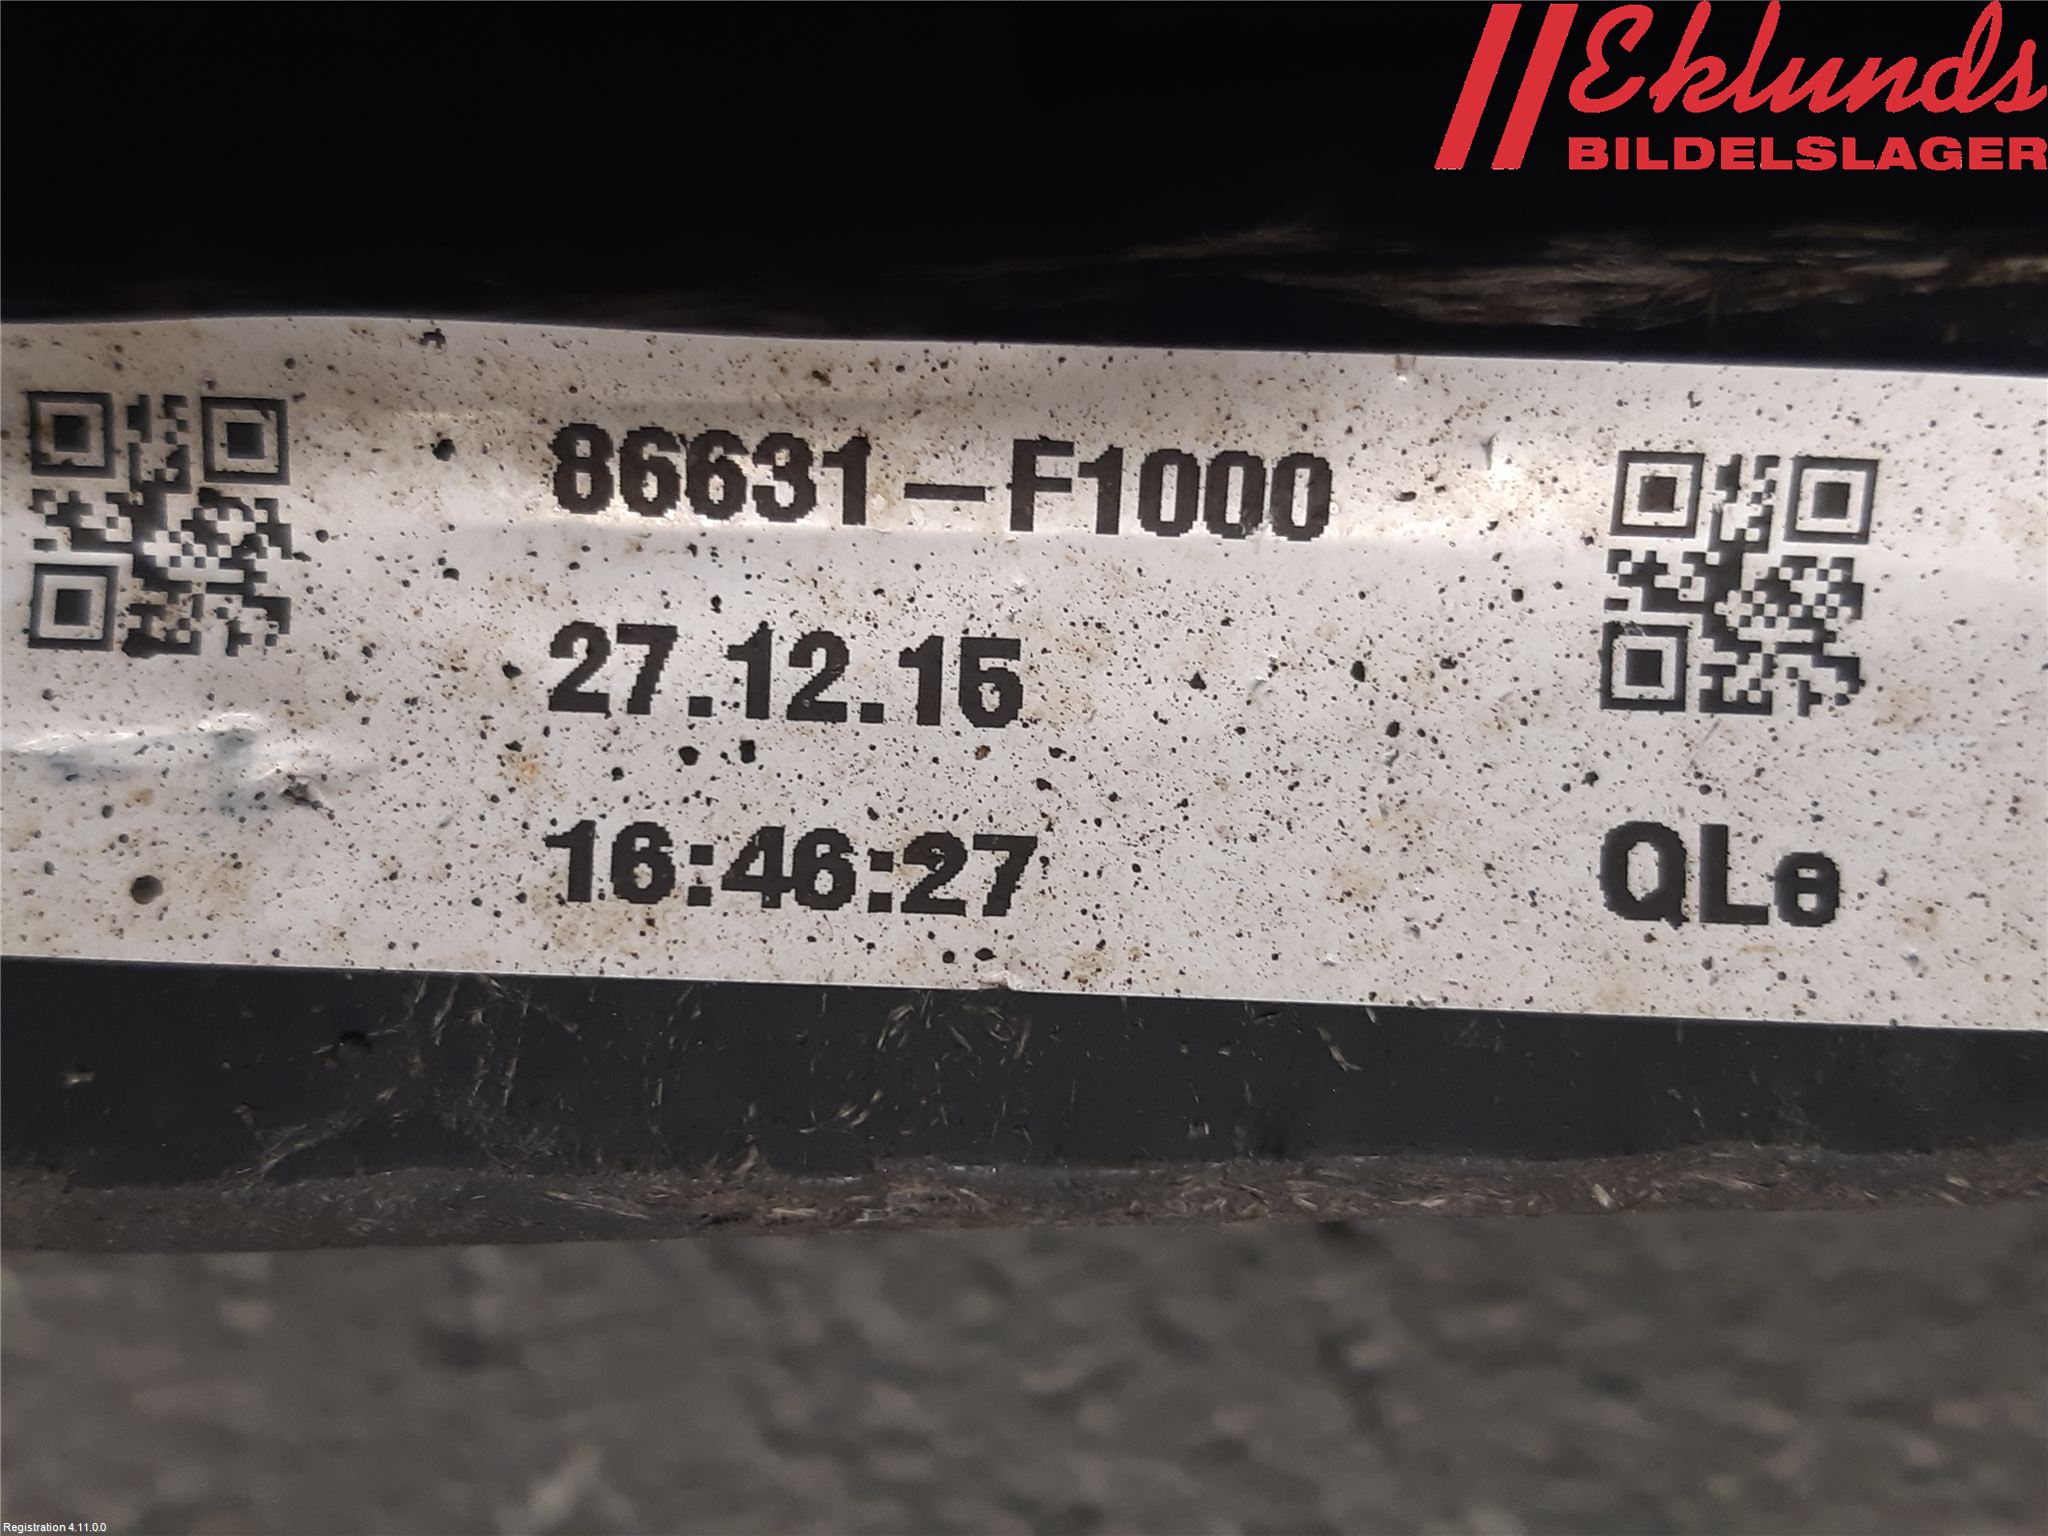 Eklunds
BILDELSLAGER
86631-F1000
27.12.15
16:46:27
QLe
Registration 4.11.0.0